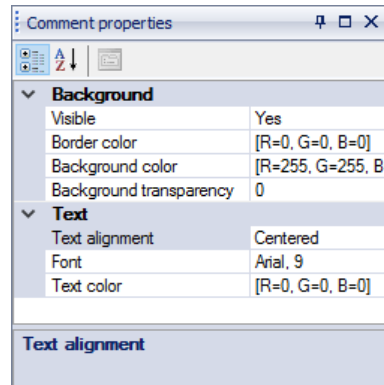 Comment properties
A
Z
Background
Visible Yes
Border color [R=0, G=0, B=0]
Background color [R=255, G=255, B
Background transparency 0
Text
Text alignment Centered
Font Arial, 9
Text color [R=0, G=0, B=0]
Text alignment